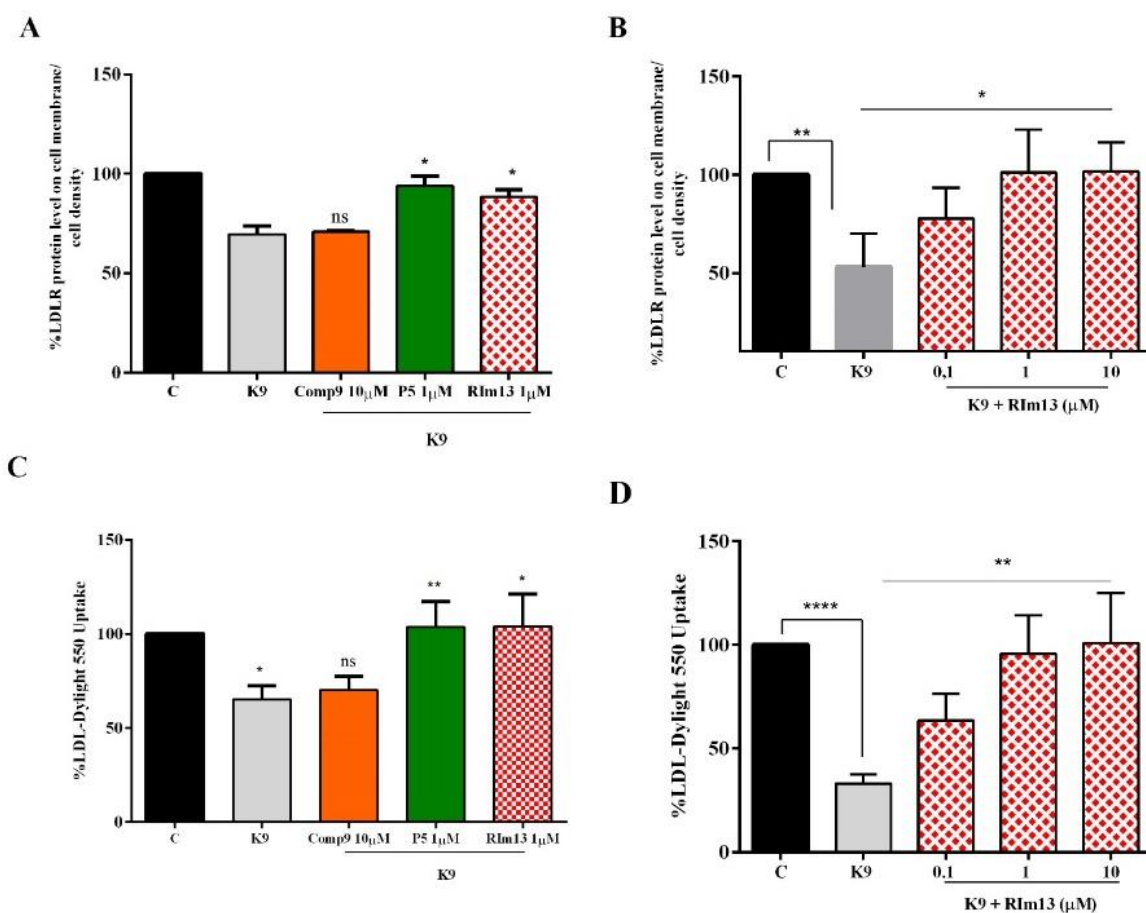 A
%LDLR protein level on cell membrane/
cell density
150
100
50
0
ns
*
*
C
K9
Comp9 10μM
P5 1μM
RIm13 1μM
K9
B
%LDLR protein level on cell membrane/
cell density
150
100
50
**
*
C
K9
0,1
1
10
K9 + RIm13 (μM)
C
%LDL-Dylight 550 Uptake
150
100
50
0
*
ns
**
*
C
K9
Comp9 10μM
P5 1μM
RIm13 1μM
K9
D
%LDL-Dylight 550 Uptake
150
100
50
0
****
**
C
K9
0,1
1
10
K9 + RIm13 (μM)